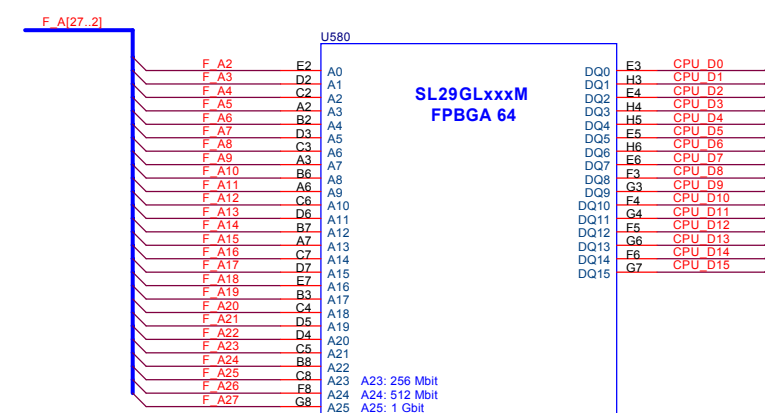 F_A[27..2]
U580
SL29GLxxxM
FPBGA 64
F_A2 E2 A0 DQ0 E3 CPU_D0
F_A3 D2 A1 DQ1 H3 CPU_D1
F_A4 C2 A2 DQ2 E4 CPU_D2
F_A5 A2 A3 DQ3 H4 CPU_D3
F_A6 B2 A4 DQ4 H5 CPU_D4
F_A7 D3 A5 DQ5 E5 CPU_D5
F_A8 C3 A6 DQ6 H6 CPU_D6
F_A9 A3 A7 DQ7 E6 CPU_D7
F_A10 B6 A8 DQ8 F3 CPU_D8
F_A11 A6 A9 DQ9 G3 CPU_D9
F_A12 C6 A10 DQ10 F4 CPU_D10
F_A13 D6 A11 DQ11 G4 CPU_D11
F_A14 B7 A12 DQ12 F5 CPU_D12
F_A15 A7 A13 DQ13 G6 CPU_D13
F_A16 C7 A14 DQ14 F6 CPU_D14
F_A17 D7 A15 DQ15 G7 CPU_D15
F_A18 E7 A16
F_A19 B3 A17
F_A20 C4 A18
F_A21 D5 A19
F_A22 D4 A20
F_A23 C5 A21
F_A24 B8 A22
F_A25 C8 A23 A23: 256 Mbit
F_A26 F8 A24 A24: 512 Mbit
F_A27 G8 A25 A25: 1 Gbit